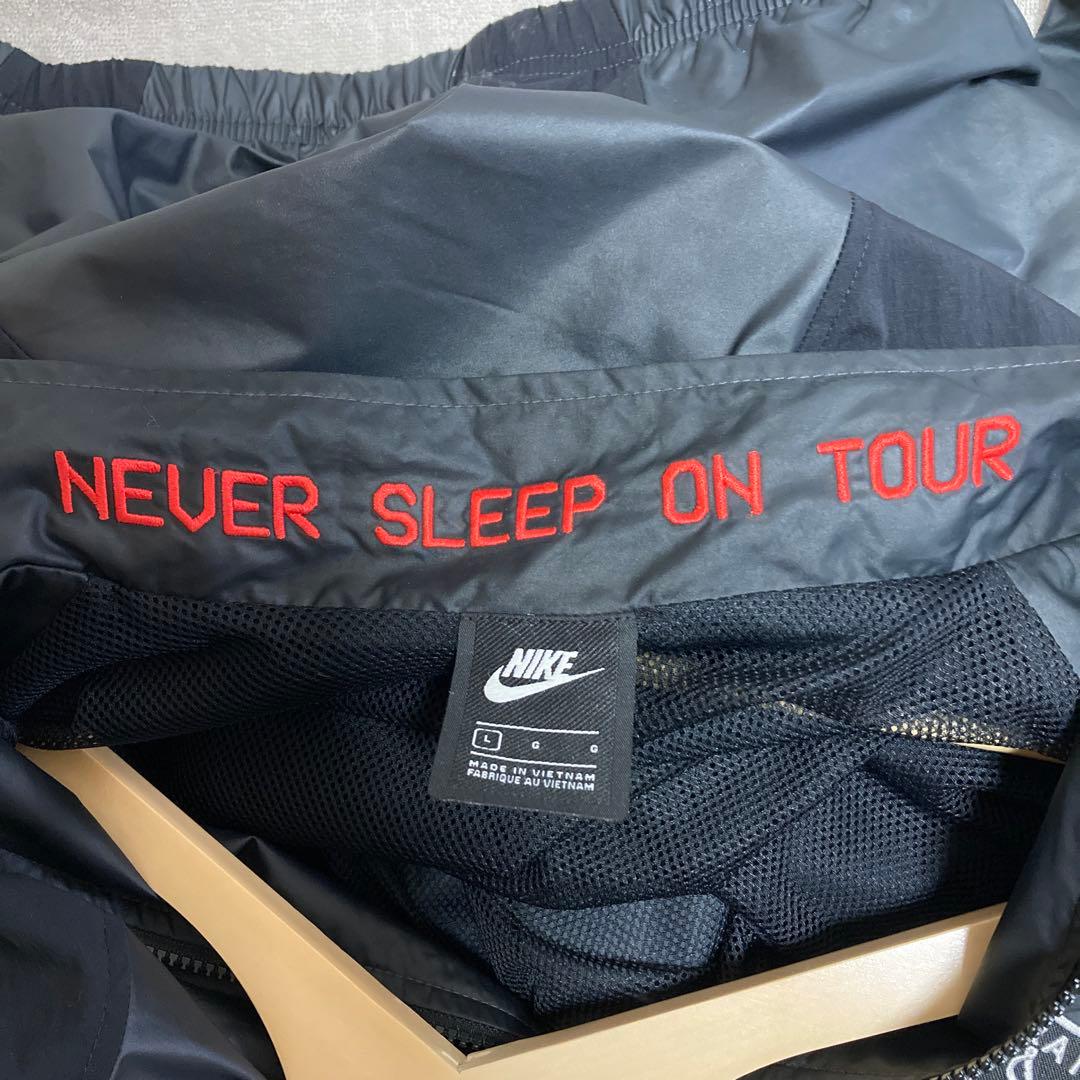 NEVER SLEEP ON TOUR
NIKE
L G G
MADE IN VIETNAM
FABRIQUE AU VIETNAM